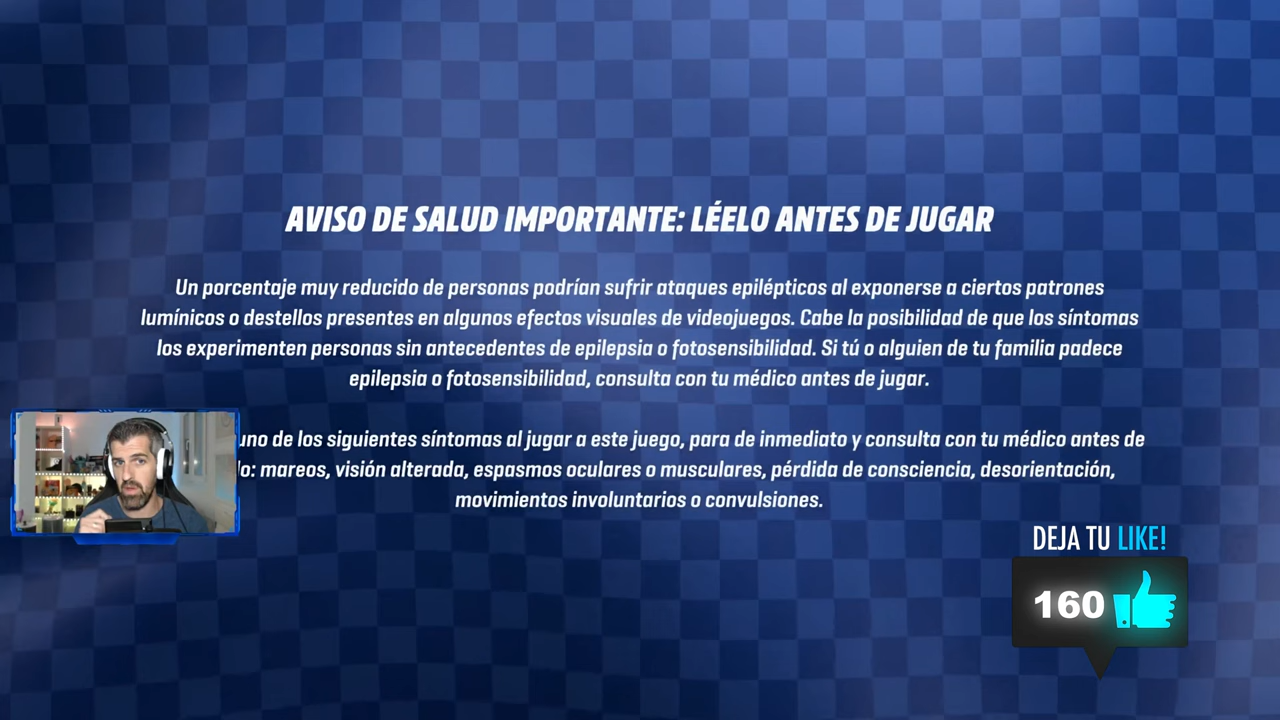 AVISO DE SALUD IMPORTANTE: LÉELO ANTES DE JUGAR
Un porcentaje muy reducido de personas podrían sufrir ataques epilépticos al exponerse a ciertos patrones
lumínicos o destellos presentes en algunos efectos visuales de videojuegos. Cabe la posibilidad de que los síntomas
los experimenten personas sin antecedentes de epilepsia o fotosensibilidad. Si tú o alguien de tu familia padece
epilepsia o fotosensibilidad, consulta con tu médico antes de jugar.
uno de los siguientes síntomas al jugar a este juego, para de inmediato y consulta con tu médico antes de
mareos, visión alterada, espasmos oculares o musculares, pérdida de consciencia, desorientación,
movimientos involuntarios o convulsiones.
DEJA TU LIKE!
160